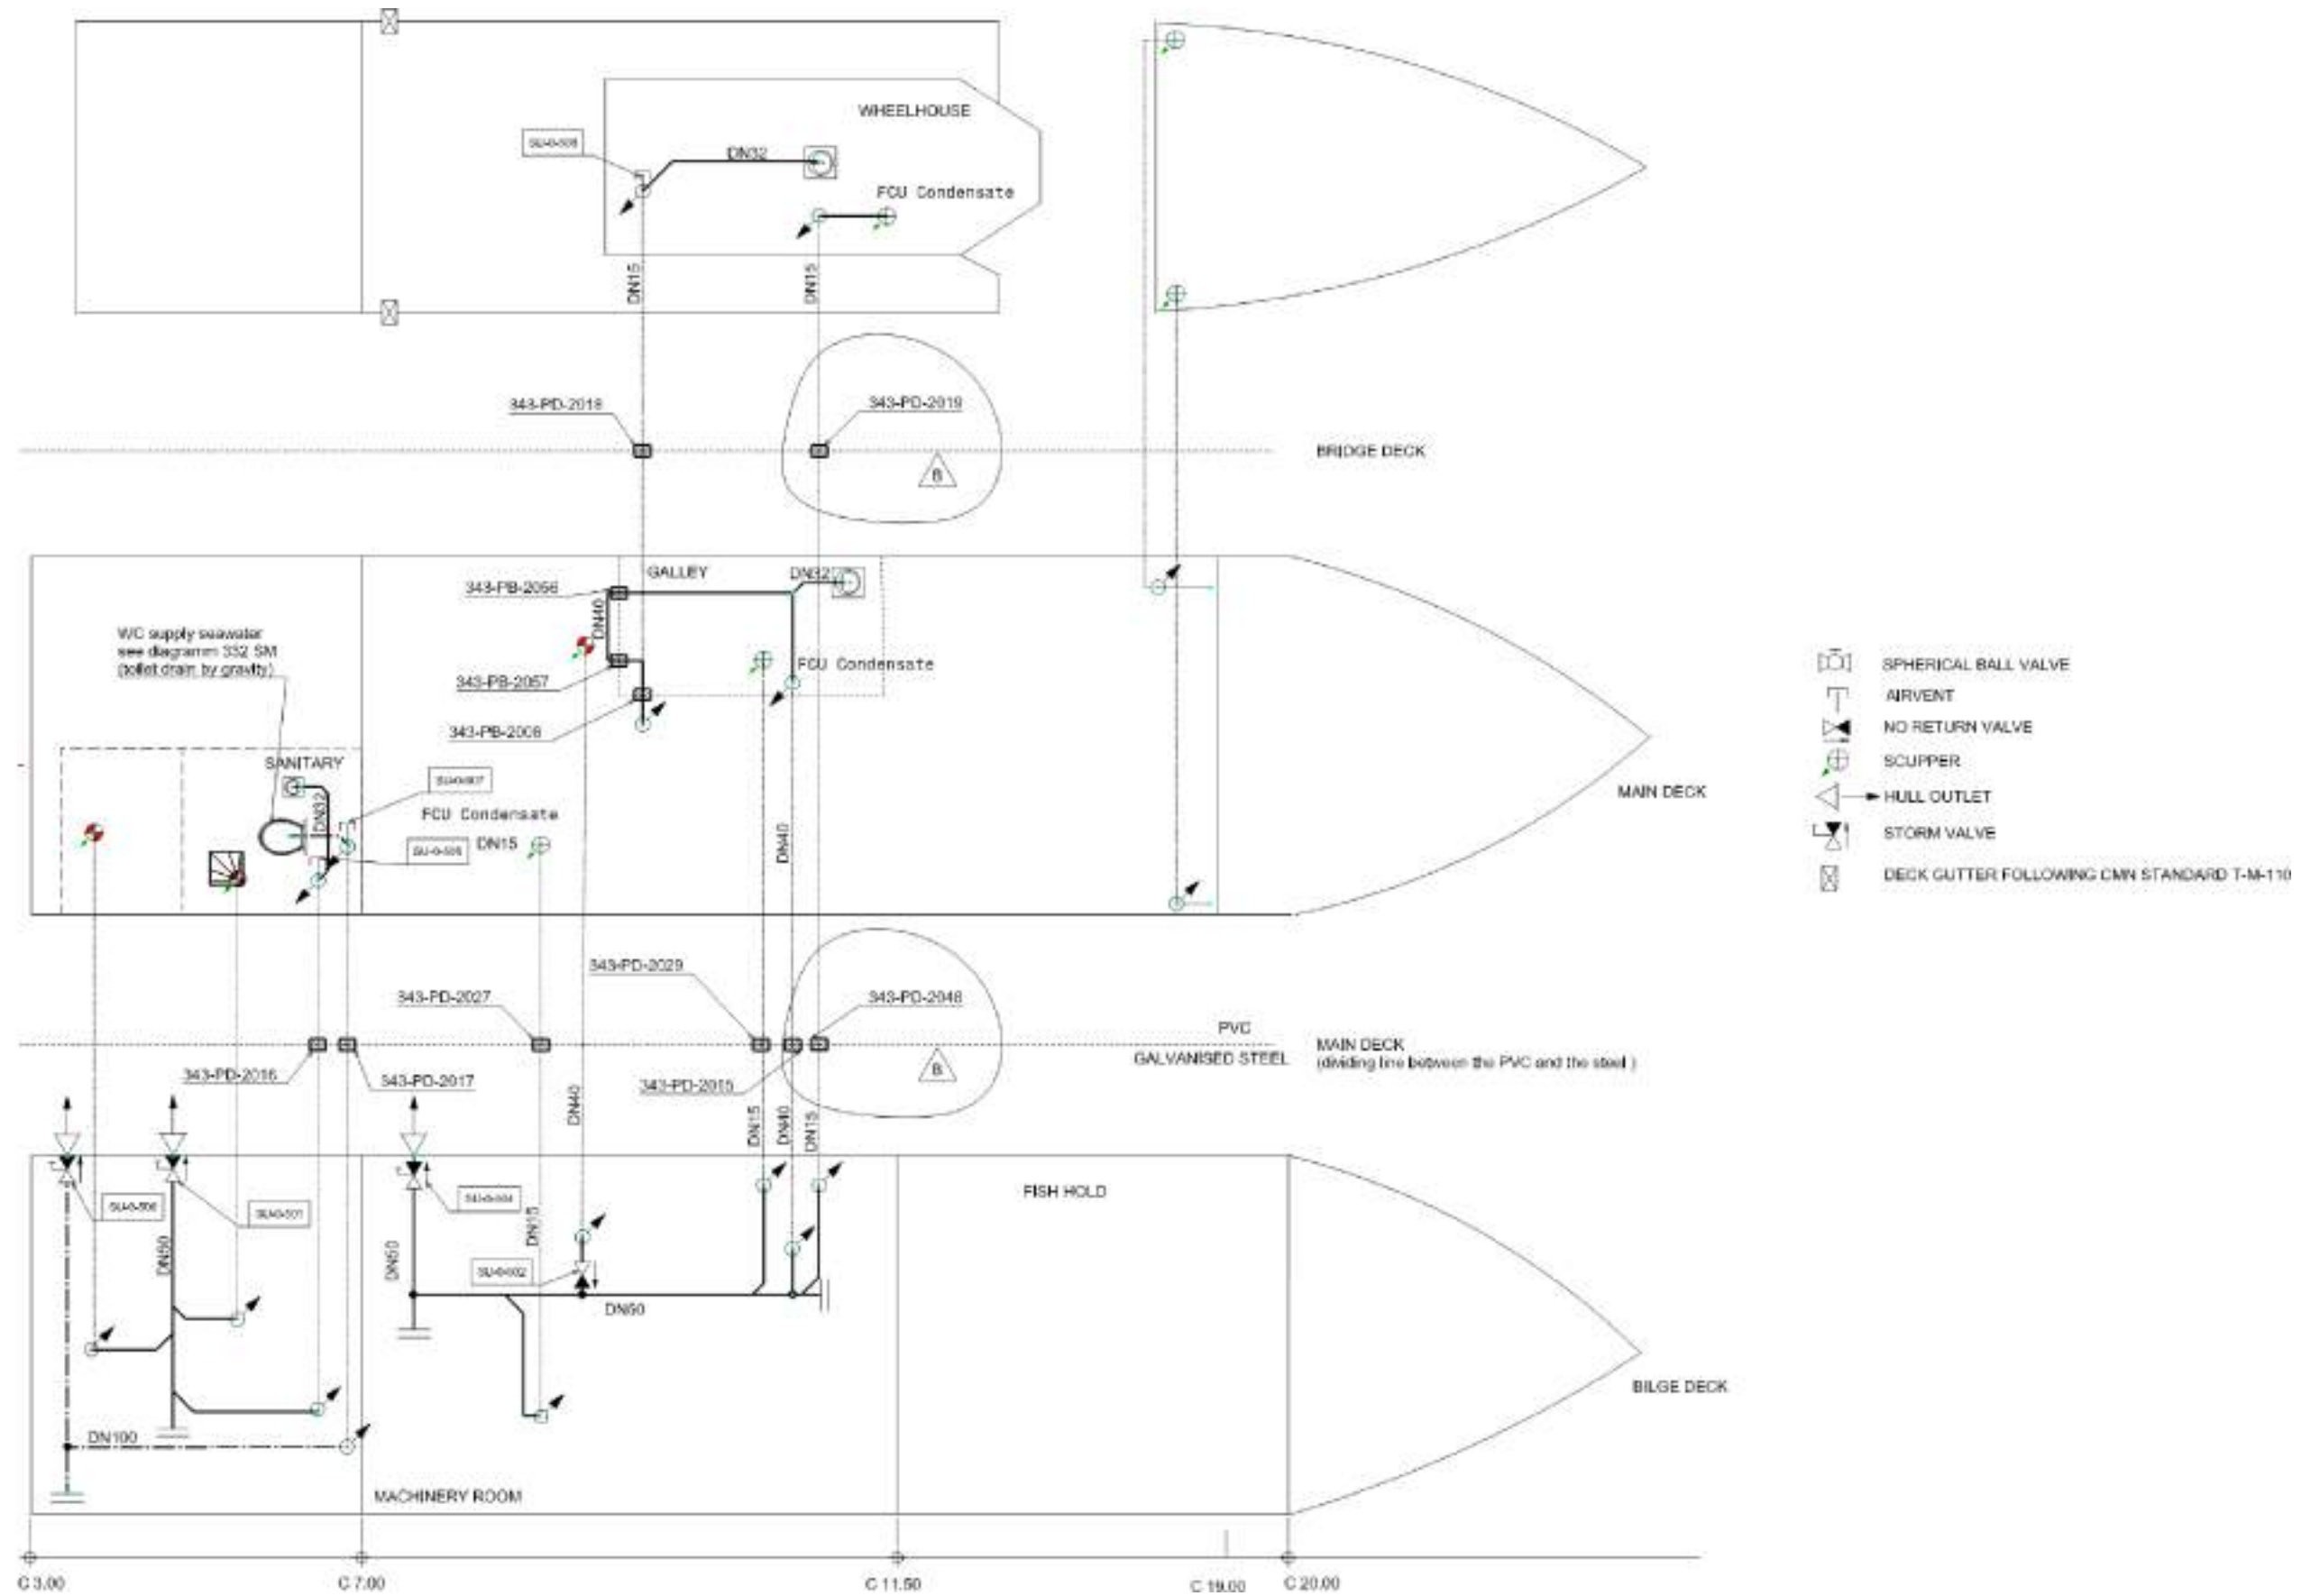 WHEELHOUSE
DN32
FCU Condensate
DN15
DN15
343-PD-2018
343-PD-2019
BRIDGE DECK
B
343-PB-2056
GALLEY
DN32
DN40
WC supply seawater
see diagramm 332 SM
(toilet drain by gravity)
FCU Condensate
343-PB-2057
343-PB-2008
SANITARY
DN32
FCU Condensate
DN15
DN40
MAIN DECK
SPHERICAL BALL VALVE
AIRVENT
NO RETURN VALVE
SCUPPER
HULL OUTLET
STORM VALVE
DECK GUTTER FOLLOWING CMN STANDARD T-M-110
343-PD-2029
343-PD-2027
343-PD-2048
PVC
GALVANISED STEEL
MAIN DECK
(dividing line between the PVC and the steel )
343-PD-2016
343-PD-2017
343-PD-2015
B
DN40
DN15
DN40
DN15
FISH HOLD
DN50
DN50
DN15
DN50
DN100
BILGE DECK
MACHINERY ROOM
C 3.00
C 7.00
C 11.50
C 19.00
C 20.00